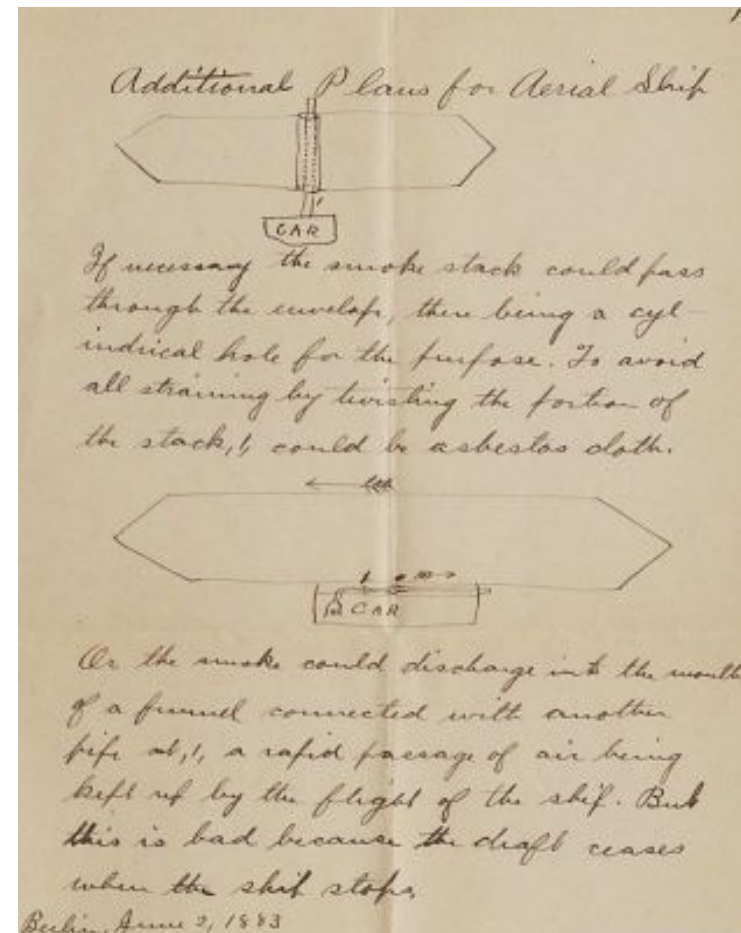 Additional Plans for Aerial Ship
1
CAR
If necessary the smoke stack could pass
through the envelope, there being a cyl-
indrical hole for the purpose. To avoid
all straining by twisting the portion of
the stack, 1, could be asbestos cloth.
1
CAR
Or the smoke could discharge into the mouth
of a funnel connected with another
pipe at, 1, a rapid passage of air being
kept up by the flight of the ship. But
this is bad because the draft ceases
when the ship stops.
Berlin, June 2, 1883